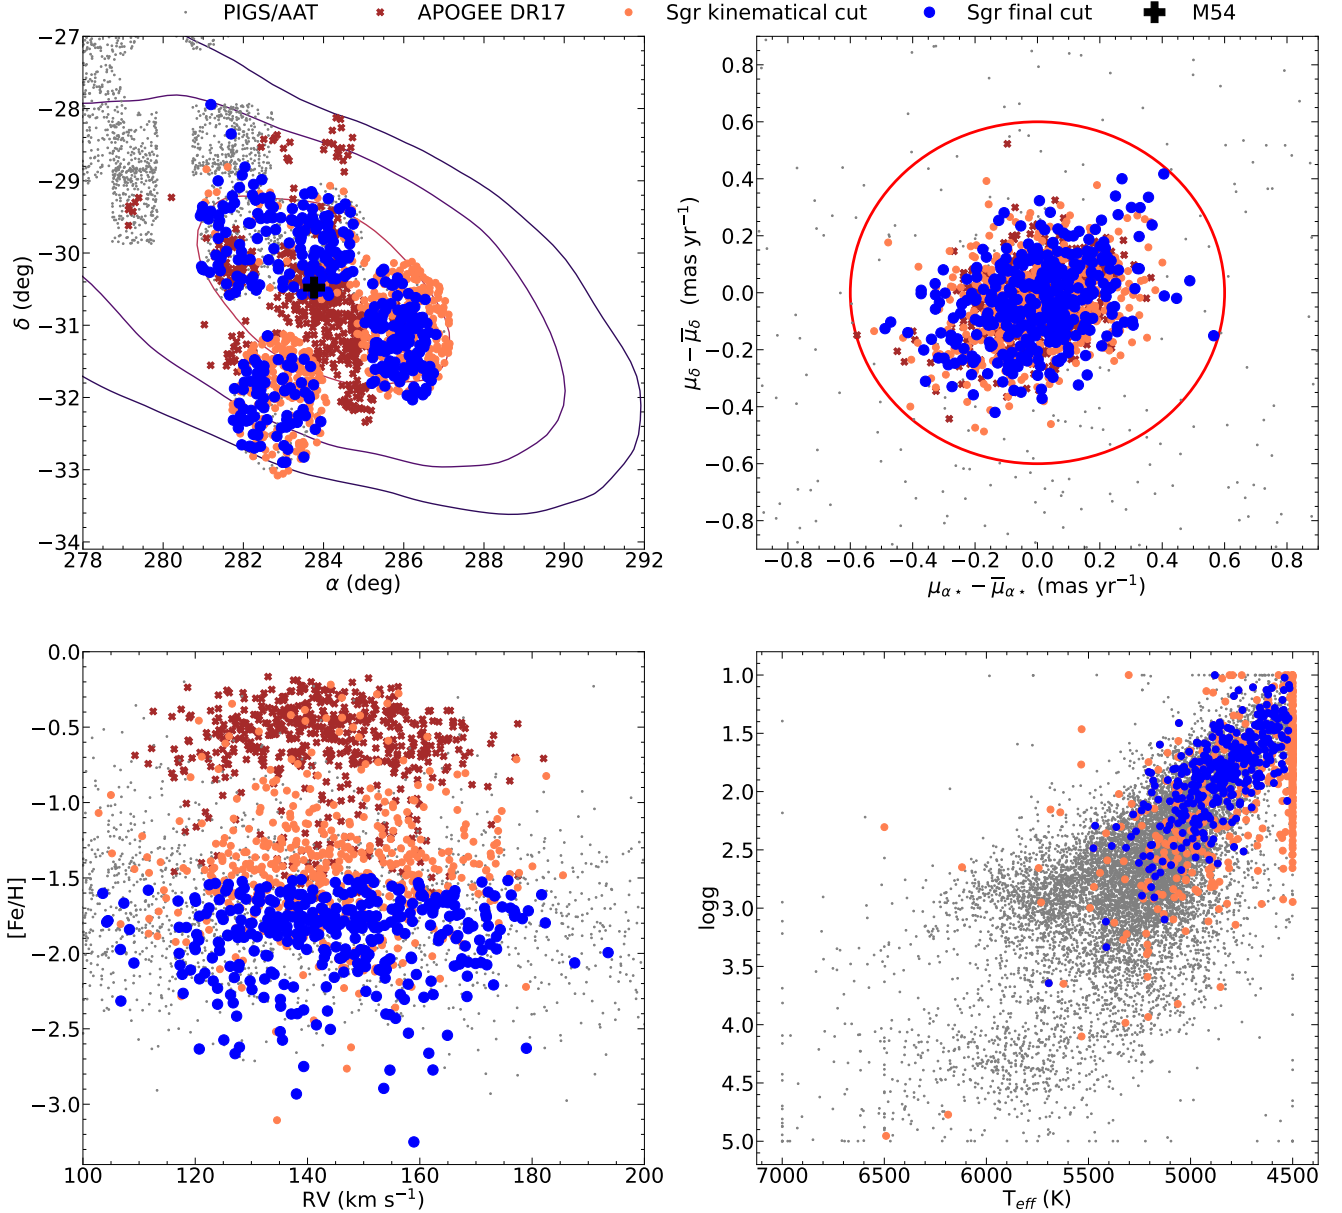 PIGS/AAT APOGEE DR17 Sgr kinematical cut Sgr final cut M54
−27
−28
−29
−30
−31
−32
−33
−34
δ (deg)
278 280 282 284 286 288 290 292
α (deg)
0.8
0.6
0.4
0.2
0.0
−0.2
−0.4
−0.6
−0.8
μδ − μ̅δ (mas yr⁻¹)
−0.8 −0.6 −0.4 −0.2 0.0 0.2 0.4 0.6 0.8
μα⋆ − μ̅α⋆ (mas yr⁻¹)
0.0
−0.5
−1.0
−1.5
−2.0
−2.5
−3.0
[Fe/H]
100 120 140 160 180 200
RV (km s⁻¹)
1.0
1.5
2.0
2.5
3.0
3.5
4.0
4.5
5.0
logg
7000 6500 6000 5500 5000 4500
Teff (K)